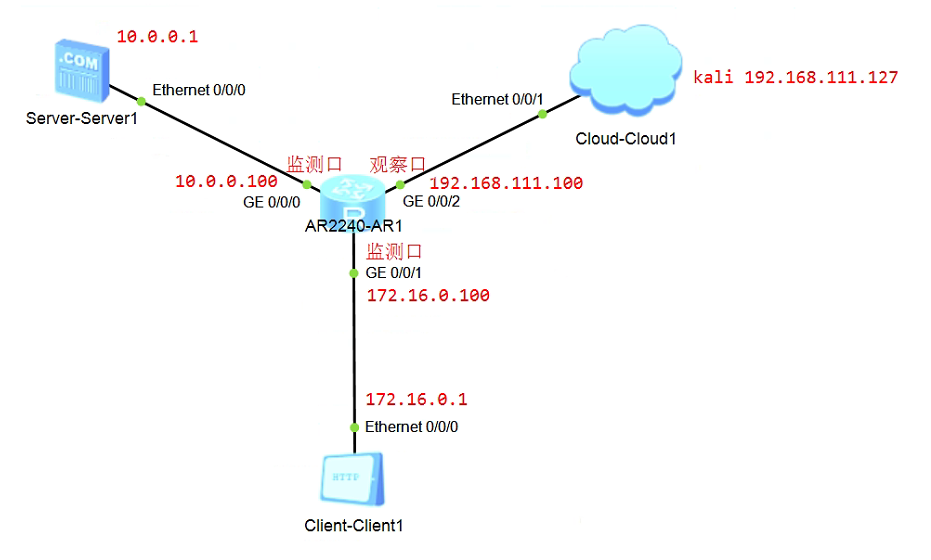 10.0.0.1
.COM
Ethernet 0/0/0
Server-Server1
kali 192.168.111.127
Ethernet 0/0/1
Cloud-Cloud1
监测口
观察口
10.0.0.100
192.168.111.100
GE 0/0/0
GE 0/0/2
R
AR2240-AR1
监测口
GE 0/0/1
172.16.0.100
172.16.0.1
Ethernet 0/0/0
HTTP
Client-Client1